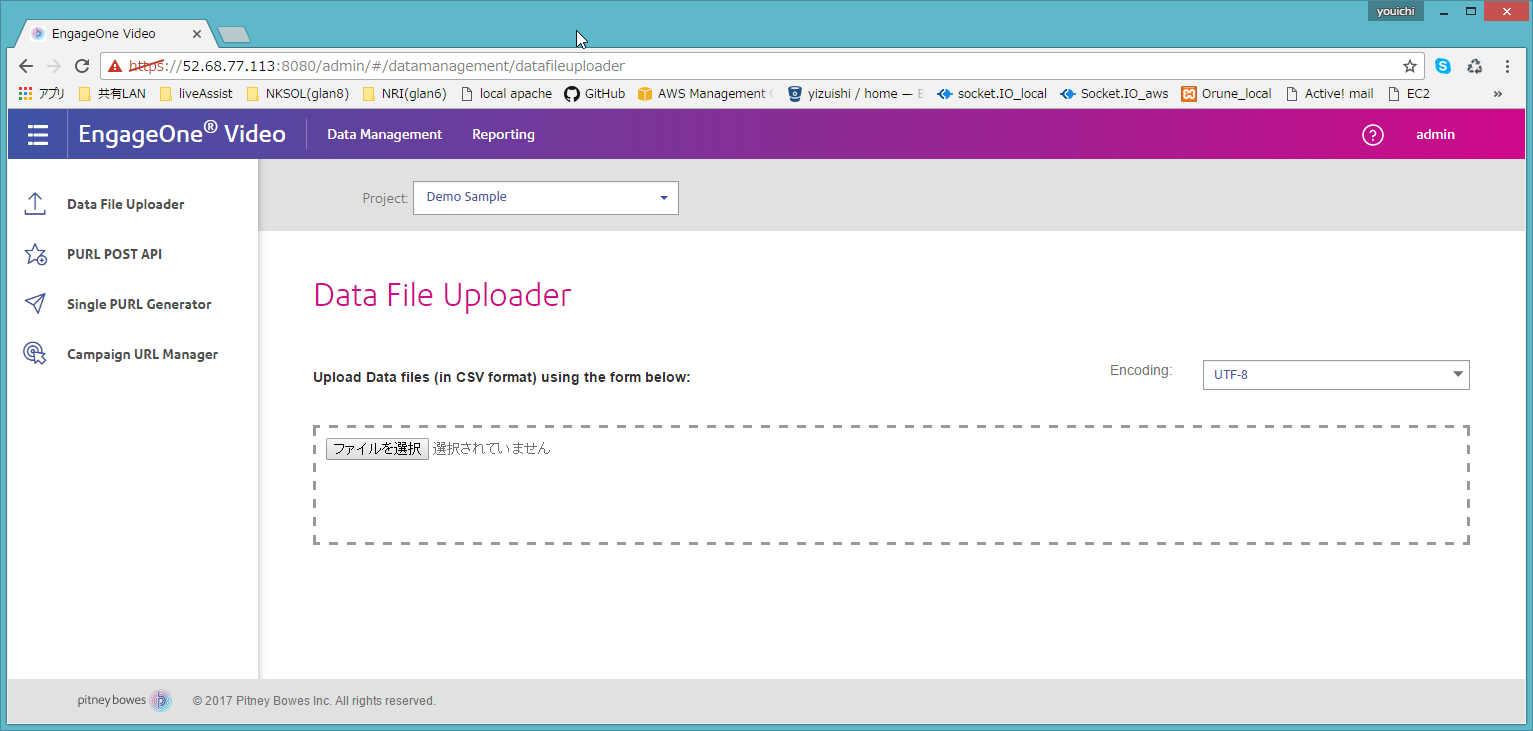 youichi
EngageOne Video
https://52.68.77.113:8080/admin/#/datamanagement/datafileuploader
アプリ 共有LAN liveAssist NKSOL(glan8) NRI(glan6) local apache GitHub AWS Management yizuishi / home — socket.IO_local Socket.IO_aws Orune_local Active! mail EC2 »
EngageOne® Video Data Management Reporting ? admin
Data File Uploader
PURL POST API
Single PURL Generator
Campaign URL Manager
Project: Demo Sample
Data File Uploader
Upload Data files (in CSV format) using the form below:
Encoding: UTF-8
ファイルを選択 選択されていません
pitney bowes © 2017 Pitney Bowes Inc. All rights reserved.